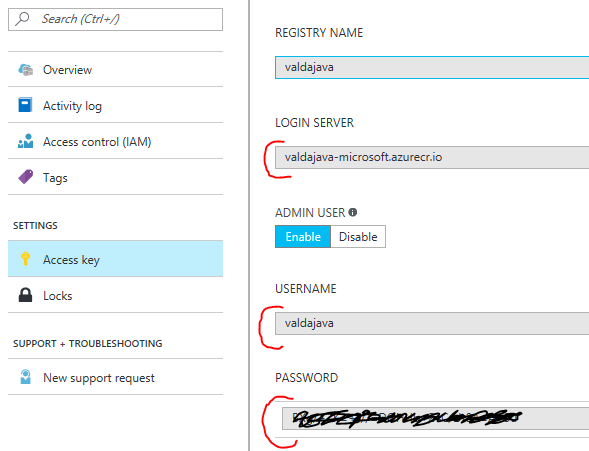 Search (Ctrl+/)
Overview
Activity log
Access control (IAM)
Tags
SETTINGS
Access key
Locks
SUPPORT + TROUBLESHOOTING
New support request
REGISTRY NAME
valdajava
LOGIN SERVER
valdajava-microsoft.azurecr.io
ADMIN USER
Enable Disable
USERNAME
valdajava
PASSWORD